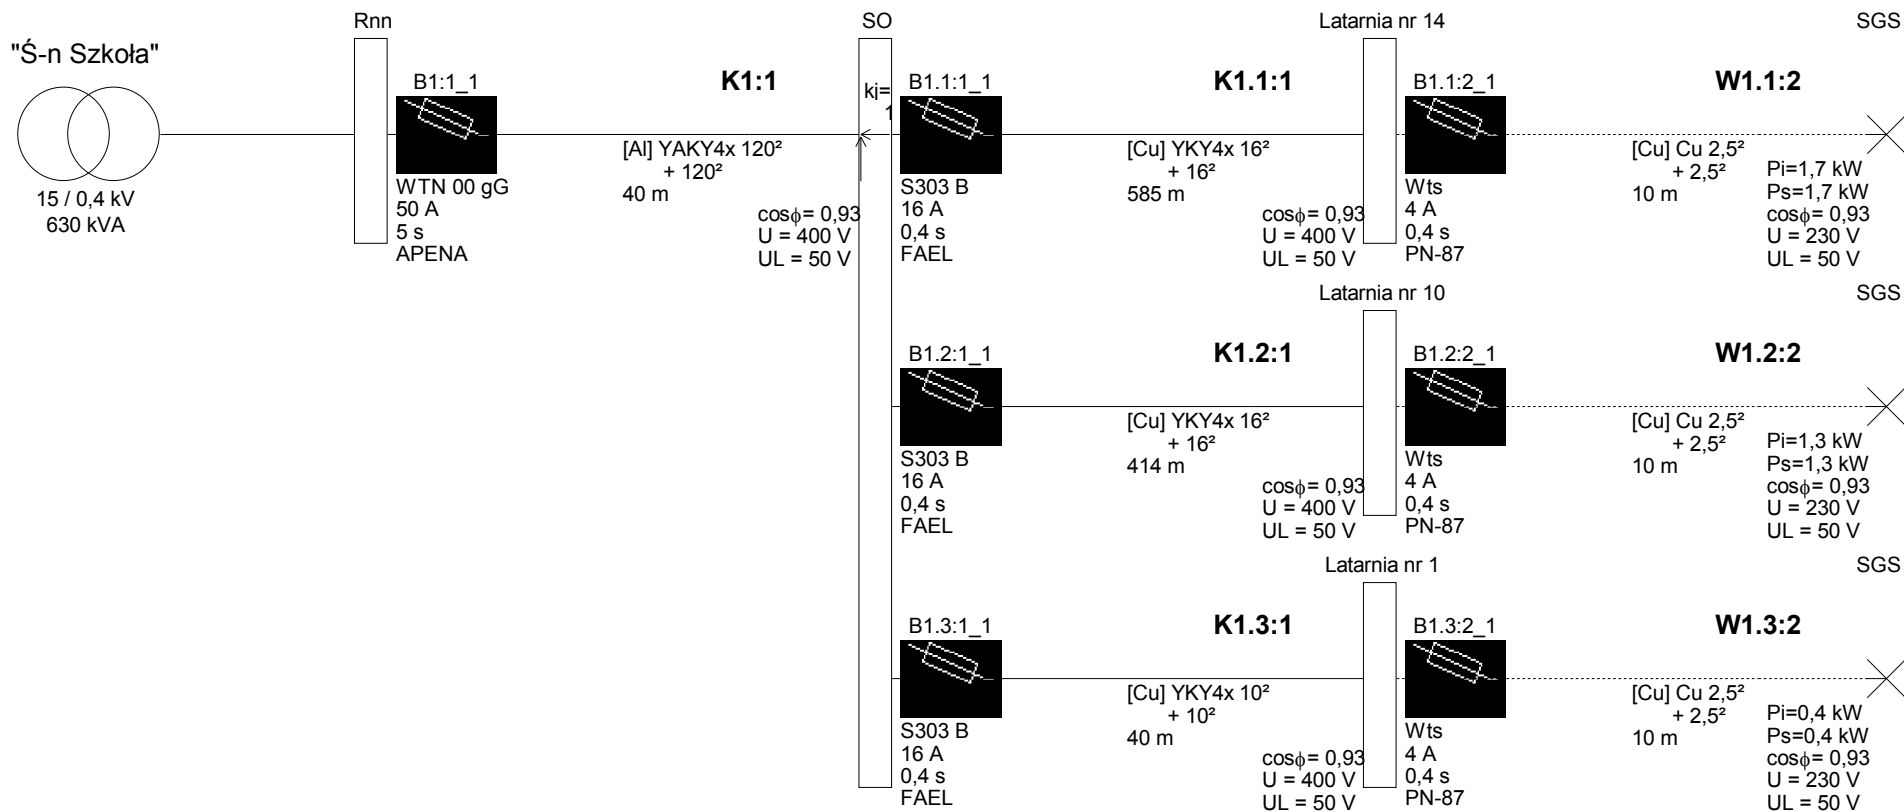 "Ś-n Szkoła"
15 / 0,4 kV
630 kVA
Rnn
B1:1_1
WTN 00 gG
50 A
5 s
APENA
K1:1
[Al] YAKY4x 120²
+ 120²
40 m
cosϕ= 0,93
U = 400 V
UL = 50 V
SO
kj=
1
B1.1:1_1
S303 B
16 A
0,4 s
FAEL
K1.1:1
[Cu] YKY4x 16²
+ 16²
585 m
cosϕ= 0,93
U = 400 V
UL = 50 V
Latarnia nr 14
B1.1:2_1
Wts
4 A
0,4 s
PN-87
W1.1:2
[Cu] Cu 2,5²
+ 2,5²
10 m
SGS
Pi=1,7 kW
Ps=1,7 kW
cosϕ= 0,93
U = 230 V
UL = 50 V
B1.2:1_1
S303 B
16 A
0,4 s
FAEL
K1.2:1
[Cu] YKY4x 16²
+ 16²
414 m
cosϕ= 0,93
U = 400 V
UL = 50 V
Latarnia nr 10
B1.2:2_1
Wts
4 A
0,4 s
PN-87
W1.2:2
[Cu] Cu 2,5²
+ 2,5²
10 m
SGS
Pi=1,3 kW
Ps=1,3 kW
cosϕ= 0,93
U = 230 V
UL = 50 V
B1.3:1_1
S303 B
16 A
0,4 s
FAEL
K1.3:1
[Cu] YKY4x 10²
+ 10²
40 m
cosϕ= 0,93
U = 400 V
UL = 50 V
Latarnia nr 1
B1.3:2_1
Wts
4 A
0,4 s
PN-87
W1.3:2
[Cu] Cu 2,5²
+ 2,5²
10 m
SGS
Pi=0,4 kW
Ps=0,4 kW
cosϕ= 0,93
U = 230 V
UL = 50 V